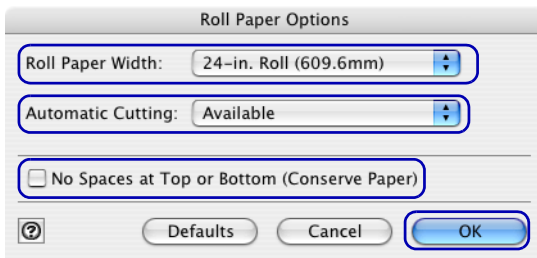 Roll Paper Options
Roll Paper Width: 24-in. Roll (609.6mm)
Automatic Cutting: Available
No Spaces at Top or Bottom (Conserve Paper)
? Defaults Cancel OK